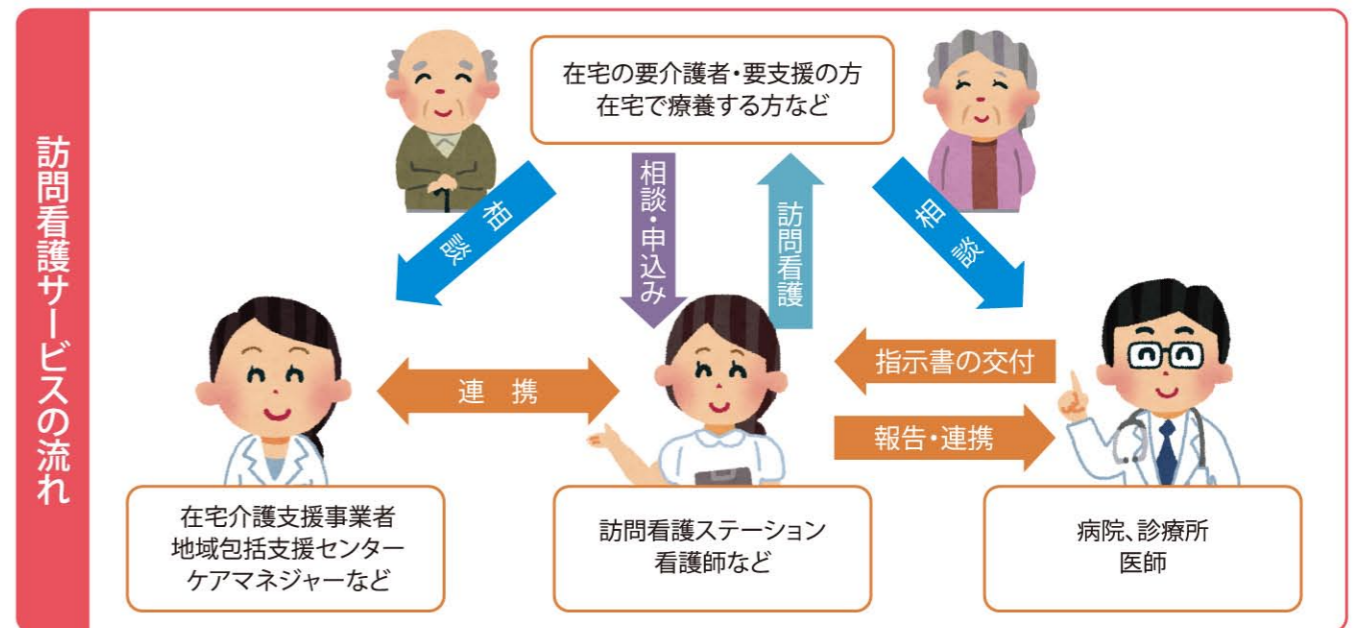 訪問看護サービスの流れ
在宅の要介護者・要支援の方
在宅で療養する方など
相談
相談・申込み
訪問看護
相談
連携
指示書の交付
報告・連携
在宅介護支援事業者
地域包括支援センター
ケアマネジャーなど
訪問看護ステーション
看護師など
病院、診療所
医師